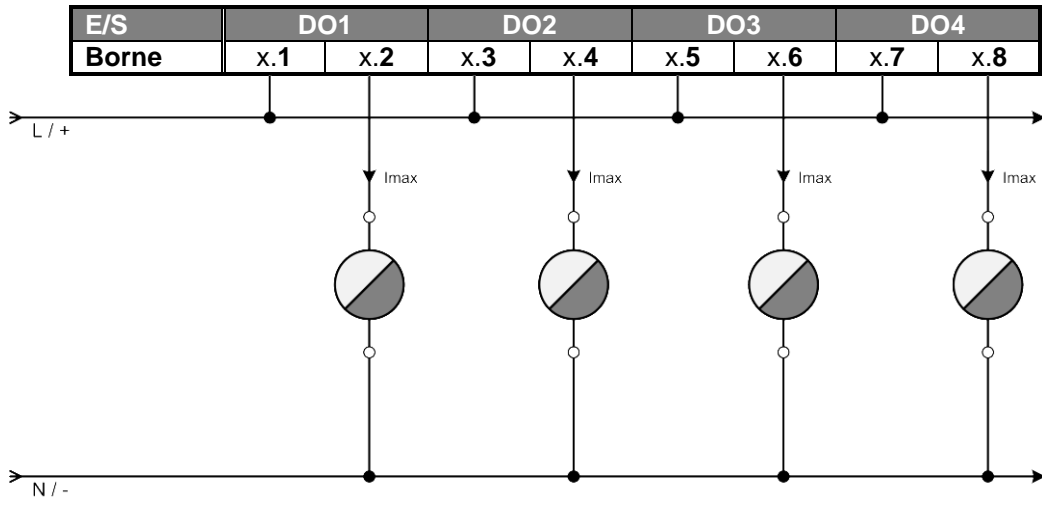 E/S DO1 DO2 DO3 DO4
Borne x.1 x.2 x.3 x.4 x.5 x.6 x.7 x.8
L / +
Imax Imax Imax Imax
N / -